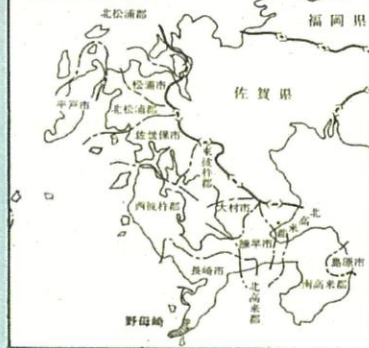 北松浦郡
福岡県
松浦市
佐賀県
平戸市
北松浦郡
佐世保市
東彼杵郡
西彼杵郡
大村市
北高来郡
諫早市
島原市
長崎市
北高来郡
南高来郡
野母崎